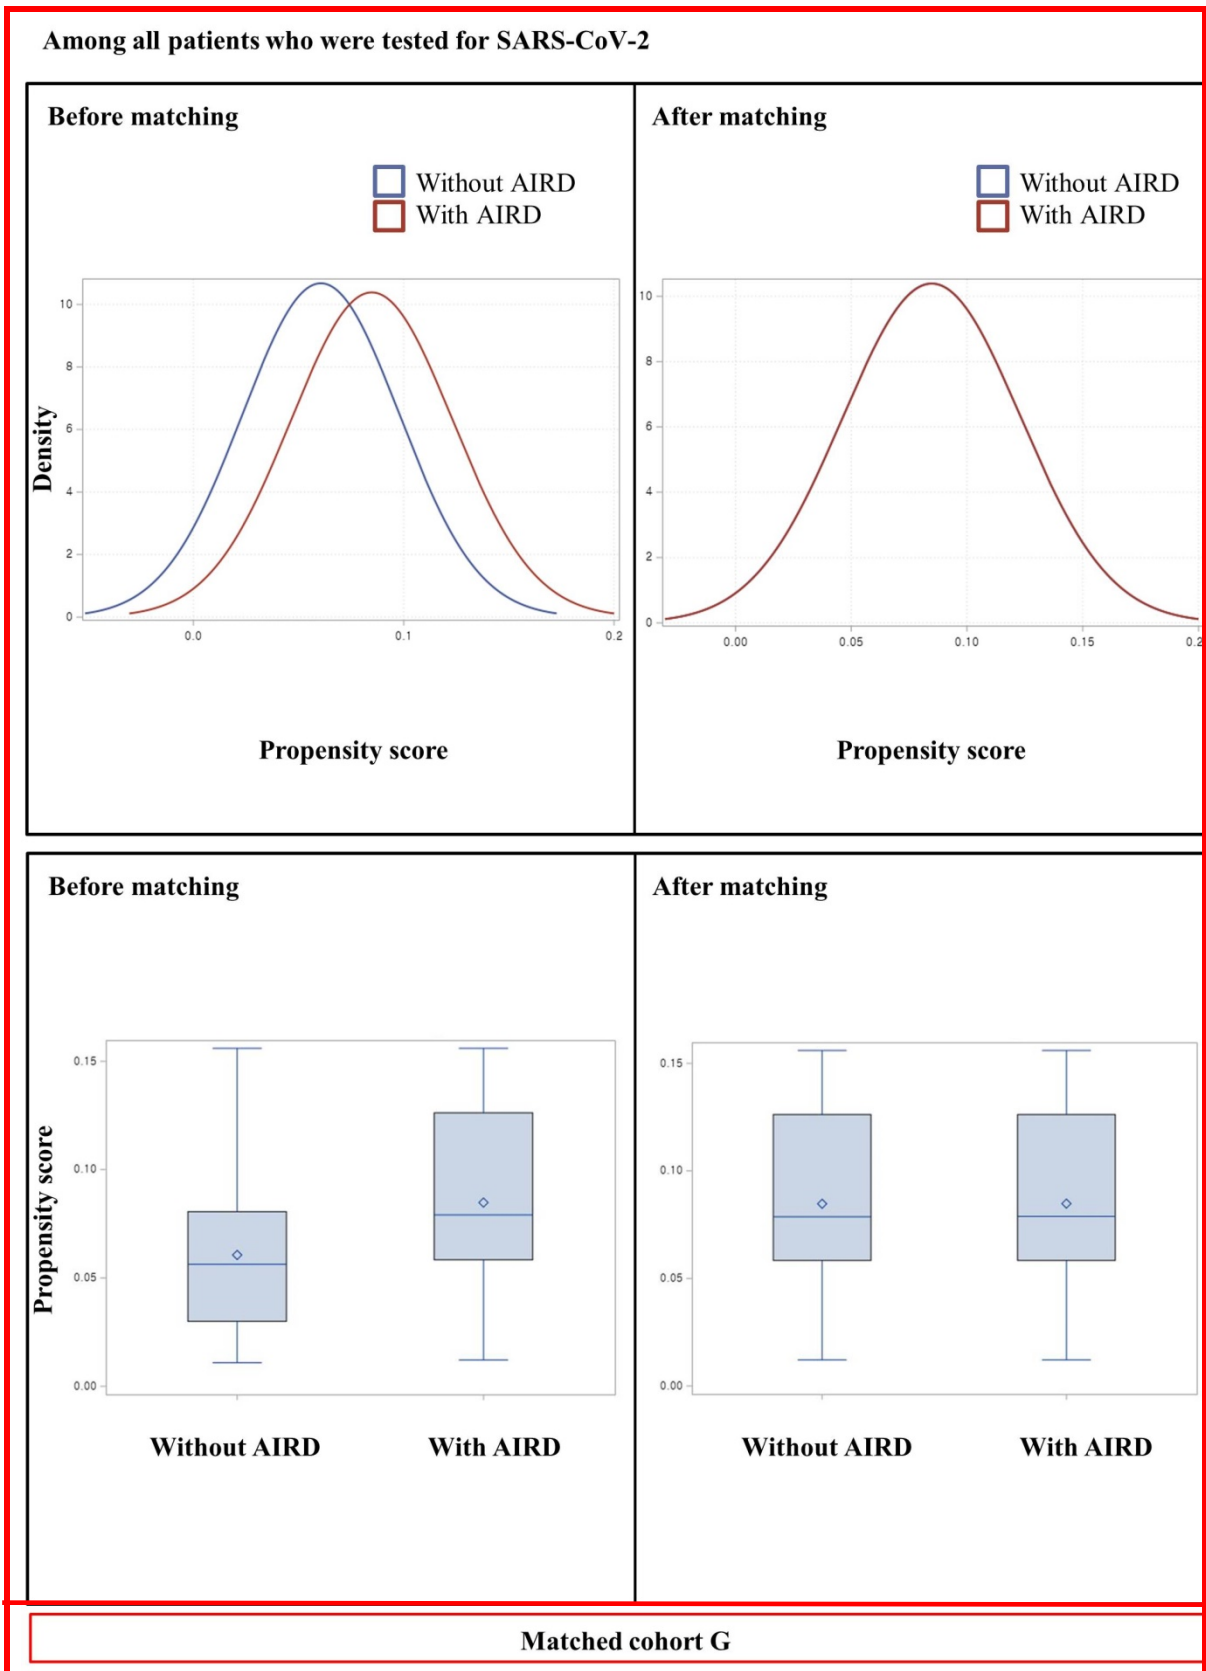 Among all patients who were tested for SARS-CoV-2
Before matching
Without AIRD
With AIRD
Density
10
8
6
4
2
0
0.0
0.1
0.2
Propensity score
After matching
Without AIRD
With AIRD
10
8
6
4
2
0
0.00
0.05
0.10
0.15
0.2
Propensity score
Before matching
Propensity score
0.15
0.10
0.05
0.00
Without AIRD
With AIRD
After matching
0.15
0.10
0.05
0.00
Without AIRD
With AIRD
Matched cohort G